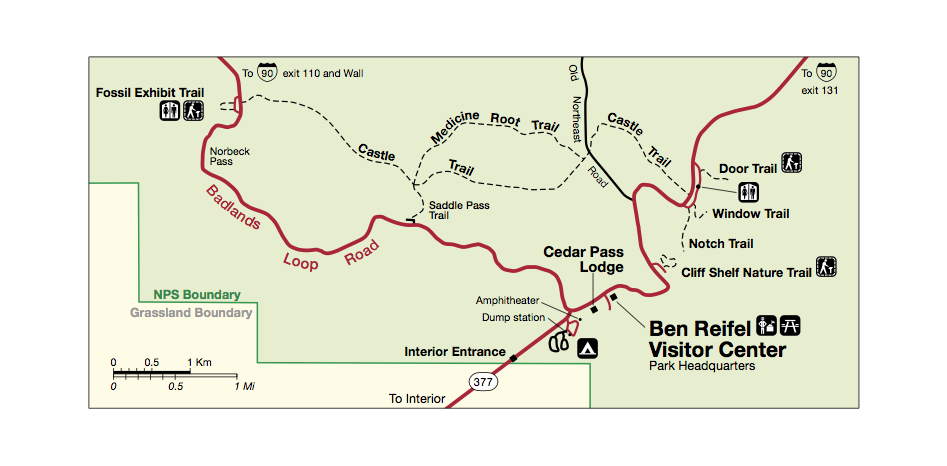 To 90 exit 110 and Wall
To 90
exit 131
Fossil Exhibit Trail
Norbeck
Pass
Castle
Medicine Root Trail
Trail
Old Northeast Road
Castle Trail
Door Trail
Window Trail
Saddle Pass
Trail
Badlands Loop Road
Notch Trail
Cliff Shelf Nature Trail
Cedar Pass
Lodge
NPS Boundary
Grassland Boundary
Amphitheater
Dump station
Ben Reifel
Visitor Center
Park Headquarters
Interior Entrance
377
To Interior
0 0.5 1 Km
0 0.5 1 Mi